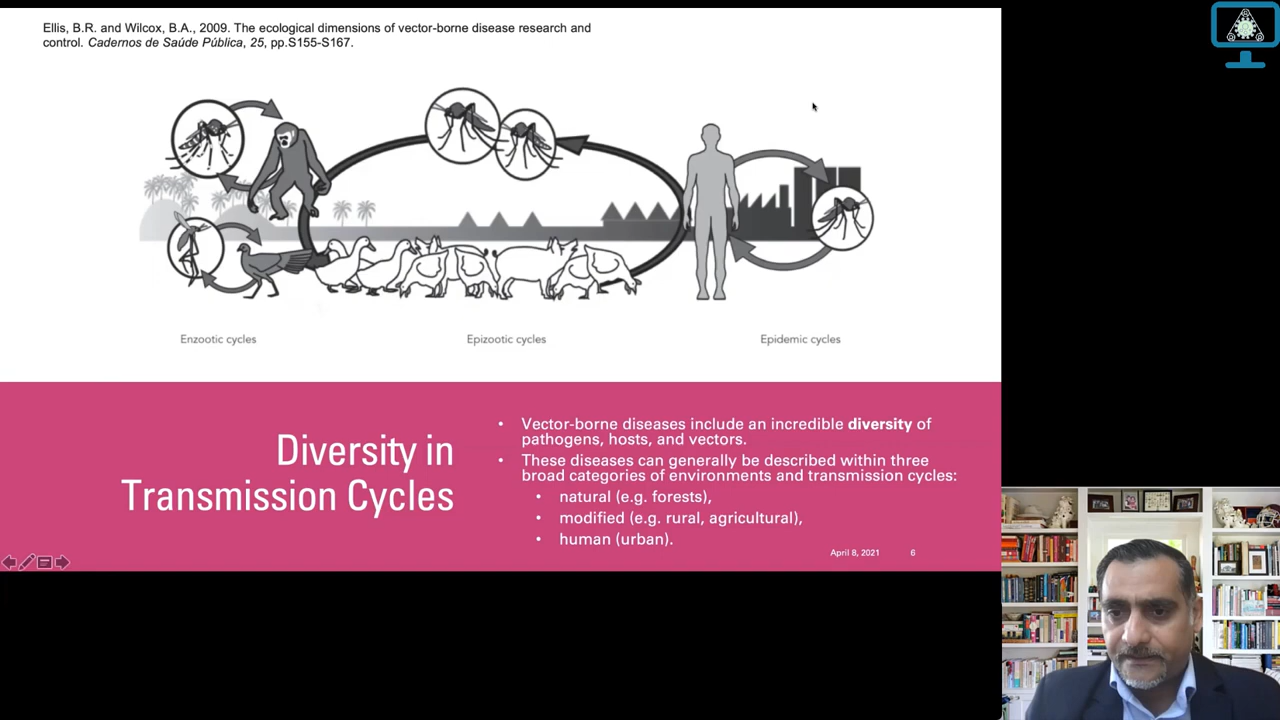 Ellis, B.R. and Wilcox, B.A., 2009. The ecological dimensions of vector-borne disease research and
control. Cadernos de Saúde Pública, 25, pp.S155-S167.
Enzootic cycles
Epizootic cycles
Epidemic cycles
Diversity in
Transmission Cycles
• Vector-borne diseases include an incredible diversity of
pathogens, hosts, and vectors.
• These diseases can generally be described within three
broad categories of environments and transmission cycles:
• natural (e.g. forests),
• modified (e.g. rural, agricultural),
• human (urban).
April 8, 2021
6